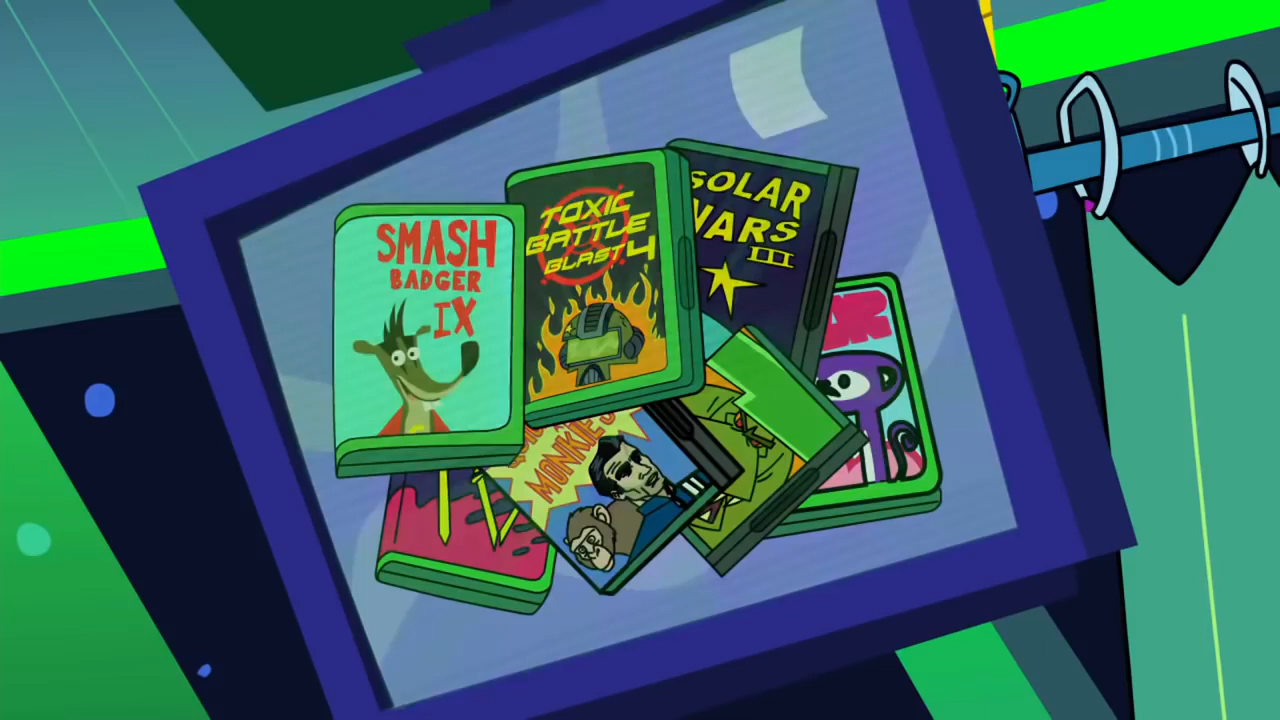 SMASH
BADGER
IX
TOXIC
BATTLE
BLAST 4
SOLAR
WARS
III
MONKIES